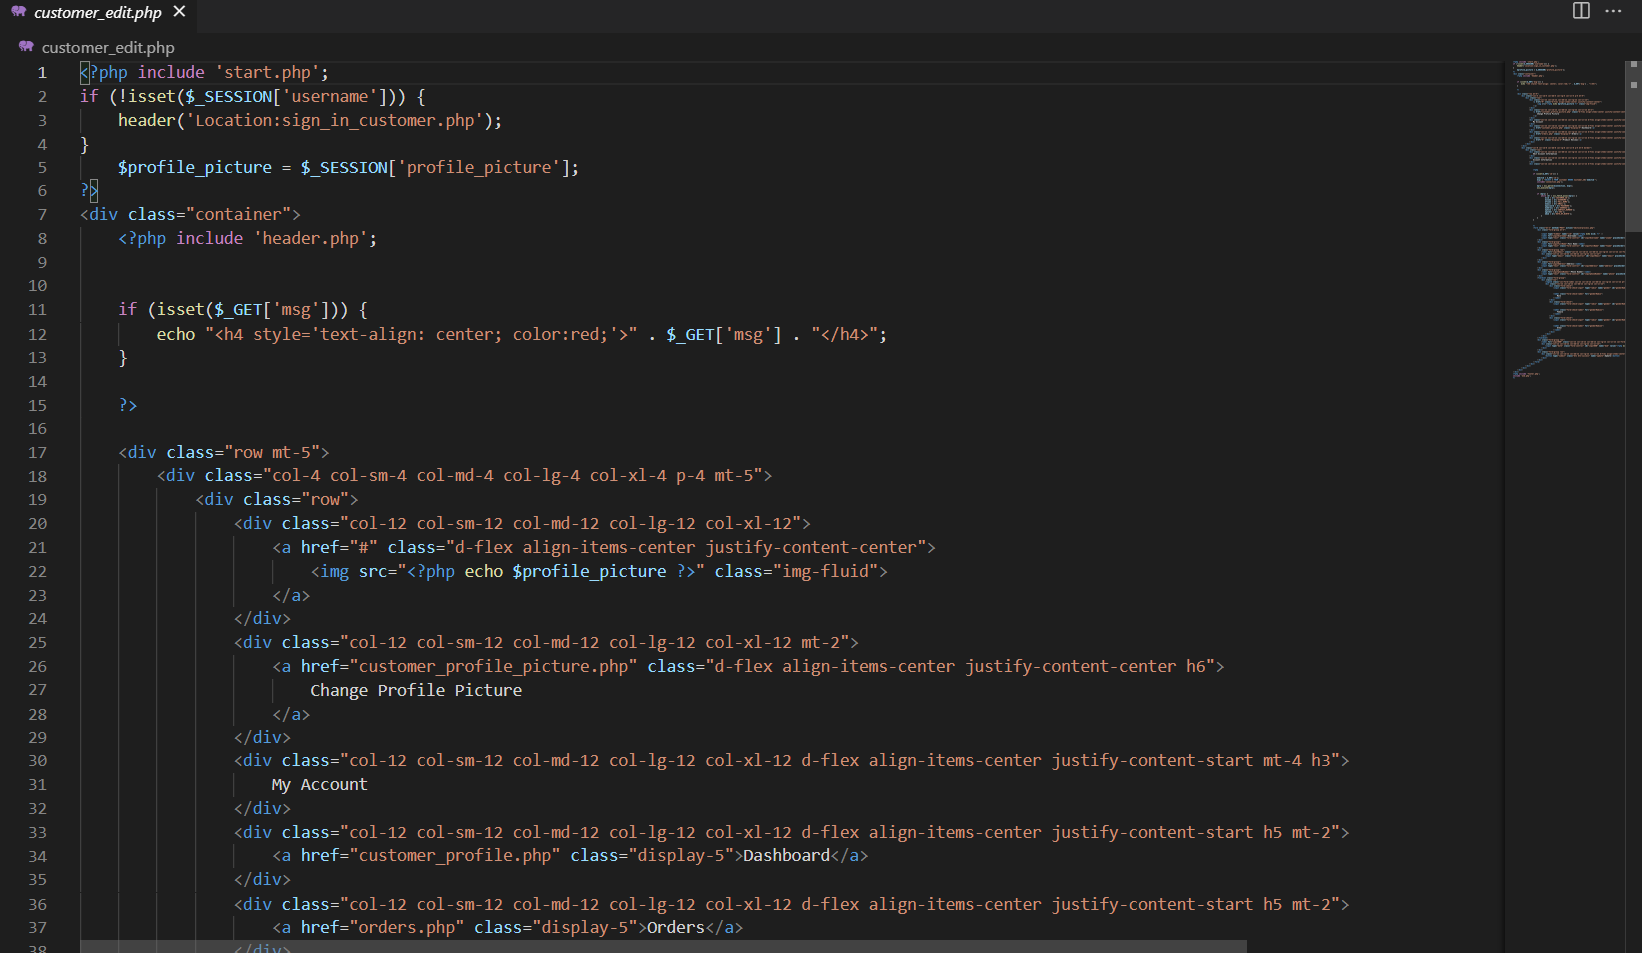 customer_edit.php
customer_edit.php
1 <?php include 'start.php';
2 if (!isset($_SESSION['username'])) {
3     header('Location:sign_in_customer.php');
4 }
5     $profile_picture = $_SESSION['profile_picture'];
6 ?>
7 <div class="container">
8     <?php include 'header.php';
9
10
11     if (isset($_GET['msg'])) {
12         echo "<h4 style='text-align: center; color:red;'>" . $_GET['msg'] . "</h4>";
13     }
14
15     ?>
16
17     <div class="row mt-5">
18         <div class="col-4 col-sm-4 col-md-4 col-lg-4 col-xl-4 p-4 mt-5">
19             <div class="row">
20                 <div class="col-12 col-sm-12 col-md-12 col-lg-12 col-xl-12">
21                     <a href="#" class="d-flex align-items-center justify-content-center">
22                         <img src="<?php echo $profile_picture ?>" class="img-fluid">
23                     </a>
24                 </div>
25                 <div class="col-12 col-sm-12 col-md-12 col-lg-12 col-xl-12 mt-2">
26                     <a href="customer_profile_picture.php" class="d-flex align-items-center justify-content-center h6">
27                         Change Profile Picture
28                     </a>
29                 </div>
30                 <div class="col-12 col-sm-12 col-md-12 col-lg-12 col-xl-12 d-flex align-items-center justify-content-start mt-4 h3">
31                     My Account
32                 </div>
33                 <div class="col-12 col-sm-12 col-md-12 col-lg-12 col-xl-12 d-flex align-items-center justify-content-start h5 mt-2">
34                     <a href="customer_profile.php" class="display-5">Dashboard</a>
35                 </div>
36                 <div class="col-12 col-sm-12 col-md-12 col-lg-12 col-xl-12 d-flex align-items-center justify-content-start h5 mt-2">
37                     <a href="orders.php" class="display-5">Orders</a>
38                 </div>